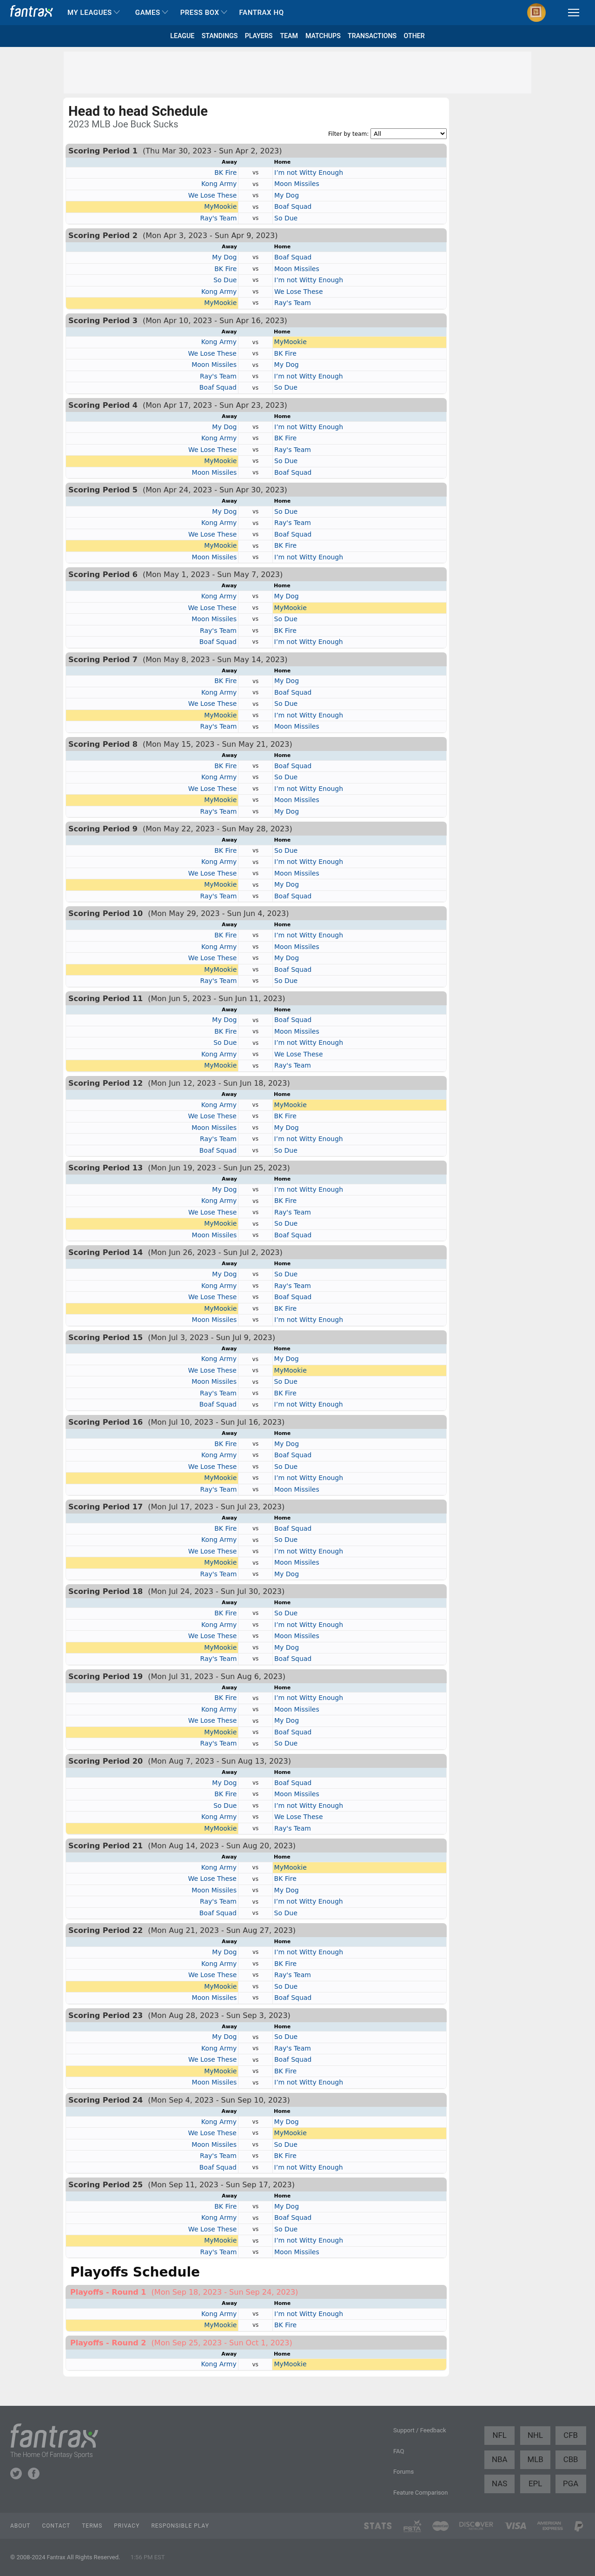 fantrax MY LEAGUES GAMES PRESS BOX FANTRAX HQ
LEAGUE STANDINGS PLAYERS TEAM MATCHUPS TRANSACTIONS OTHER
Head to head Schedule
2023 MLB Joe Buck Sucks
Filter by team: All
Scoring Period 1 (Thu Mar 30, 2023 - Sun Apr 2, 2023)
Away Home
BK Fire vs I'm not Witty Enough
Kong Army vs Moon Missiles
We Lose These vs My Dog
MyMookie vs Boaf Squad
Ray's Team vs So Due
Scoring Period 2 (Mon Apr 3, 2023 - Sun Apr 9, 2023)
Away Home
My Dog vs Boaf Squad
BK Fire vs Moon Missiles
So Due vs I'm not Witty Enough
Kong Army vs We Lose These
MyMookie vs Ray's Team
Scoring Period 3 (Mon Apr 10, 2023 - Sun Apr 16, 2023)
Away Home
Kong Army vs MyMookie
We Lose These vs BK Fire
Moon Missiles vs My Dog
Ray's Team vs I'm not Witty Enough
Boaf Squad vs So Due
Scoring Period 4 (Mon Apr 17, 2023 - Sun Apr 23, 2023)
Away Home
My Dog vs I'm not Witty Enough
Kong Army vs BK Fire
We Lose These vs Ray's Team
MyMookie vs So Due
Moon Missiles vs Boaf Squad
Scoring Period 5 (Mon Apr 24, 2023 - Sun Apr 30, 2023)
Away Home
My Dog vs So Due
Kong Army vs Ray's Team
We Lose These vs Boaf Squad
MyMookie vs BK Fire
Moon Missiles vs I'm not Witty Enough
Scoring Period 6 (Mon May 1, 2023 - Sun May 7, 2023)
Away Home
Kong Army vs My Dog
We Lose These vs MyMookie
Moon Missiles vs So Due
Ray's Team vs BK Fire
Boaf Squad vs I'm not Witty Enough
Scoring Period 7 (Mon May 8, 2023 - Sun May 14, 2023)
Away Home
BK Fire vs My Dog
Kong Army vs Boaf Squad
We Lose These vs So Due
MyMookie vs I'm not Witty Enough
Ray's Team vs Moon Missiles
Scoring Period 8 (Mon May 15, 2023 - Sun May 21, 2023)
Away Home
BK Fire vs Boaf Squad
Kong Army vs So Due
We Lose These vs I'm not Witty Enough
MyMookie vs Moon Missiles
Ray's Team vs My Dog
Scoring Period 9 (Mon May 22, 2023 - Sun May 28, 2023)
Away Home
BK Fire vs So Due
Kong Army vs I'm not Witty Enough
We Lose These vs Moon Missiles
MyMookie vs My Dog
Ray's Team vs Boaf Squad
Scoring Period 10 (Mon May 29, 2023 - Sun Jun 4, 2023)
Away Home
BK Fire vs I'm not Witty Enough
Kong Army vs Moon Missiles
We Lose These vs My Dog
MyMookie vs Boaf Squad
Ray's Team vs So Due
Scoring Period 11 (Mon Jun 5, 2023 - Sun Jun 11, 2023)
Away Home
My Dog vs Boaf Squad
BK Fire vs Moon Missiles
So Due vs I'm not Witty Enough
Kong Army vs We Lose These
MyMookie vs Ray's Team
Scoring Period 12 (Mon Jun 12, 2023 - Sun Jun 18, 2023)
Away Home
Kong Army vs MyMookie
We Lose These vs BK Fire
Moon Missiles vs My Dog
Ray's Team vs I'm not Witty Enough
Boaf Squad vs So Due
Scoring Period 13 (Mon Jun 19, 2023 - Sun Jun 25, 2023)
Away Home
My Dog vs I'm not Witty Enough
Kong Army vs BK Fire
We Lose These vs Ray's Team
MyMookie vs So Due
Moon Missiles vs Boaf Squad
Scoring Period 14 (Mon Jun 26, 2023 - Sun Jul 2, 2023)
Away Home
My Dog vs So Due
Kong Army vs Ray's Team
We Lose These vs Boaf Squad
MyMookie vs BK Fire
Moon Missiles vs I'm not Witty Enough
Scoring Period 15 (Mon Jul 3, 2023 - Sun Jul 9, 2023)
Away Home
Kong Army vs My Dog
We Lose These vs MyMookie
Moon Missiles vs So Due
Ray's Team vs BK Fire
Boaf Squad vs I'm not Witty Enough
Scoring Period 16 (Mon Jul 10, 2023 - Sun Jul 16, 2023)
Away Home
BK Fire vs My Dog
Kong Army vs Boaf Squad
We Lose These vs So Due
MyMookie vs I'm not Witty Enough
Ray's Team vs Moon Missiles
Scoring Period 17 (Mon Jul 17, 2023 - Sun Jul 23, 2023)
Away Home
BK Fire vs Boaf Squad
Kong Army vs So Due
We Lose These vs I'm not Witty Enough
MyMookie vs Moon Missiles
Ray's Team vs My Dog
Scoring Period 18 (Mon Jul 24, 2023 - Sun Jul 30, 2023)
Away Home
BK Fire vs So Due
Kong Army vs I'm not Witty Enough
We Lose These vs Moon Missiles
MyMookie vs My Dog
Ray's Team vs Boaf Squad
Scoring Period 19 (Mon Jul 31, 2023 - Sun Aug 6, 2023)
Away Home
BK Fire vs I'm not Witty Enough
Kong Army vs Moon Missiles
We Lose These vs My Dog
MyMookie vs Boaf Squad
Ray's Team vs So Due
Scoring Period 20 (Mon Aug 7, 2023 - Sun Aug 13, 2023)
Away Home
My Dog vs Boaf Squad
BK Fire vs Moon Missiles
So Due vs I'm not Witty Enough
Kong Army vs We Lose These
MyMookie vs Ray's Team
Scoring Period 21 (Mon Aug 14, 2023 - Sun Aug 20, 2023)
Away Home
Kong Army vs MyMookie
We Lose These vs BK Fire
Moon Missiles vs My Dog
Ray's Team vs I'm not Witty Enough
Boaf Squad vs So Due
Scoring Period 22 (Mon Aug 21, 2023 - Sun Aug 27, 2023)
Away Home
My Dog vs I'm not Witty Enough
Kong Army vs BK Fire
We Lose These vs Ray's Team
MyMookie vs So Due
Moon Missiles vs Boaf Squad
Scoring Period 23 (Mon Aug 28, 2023 - Sun Sep 3, 2023)
Away Home
My Dog vs So Due
Kong Army vs Ray's Team
We Lose These vs Boaf Squad
MyMookie vs BK Fire
Moon Missiles vs I'm not Witty Enough
Scoring Period 24 (Mon Sep 4, 2023 - Sun Sep 10, 2023)
Away Home
Kong Army vs My Dog
We Lose These vs MyMookie
Moon Missiles vs So Due
Ray's Team vs BK Fire
Boaf Squad vs I'm not Witty Enough
Scoring Period 25 (Mon Sep 11, 2023 - Sun Sep 17, 2023)
Away Home
BK Fire vs My Dog
Kong Army vs Boaf Squad
We Lose These vs So Due
MyMookie vs I'm not Witty Enough
Ray's Team vs Moon Missiles
Playoffs Schedule
Playoffs - Round 1 (Mon Sep 18, 2023 - Sun Sep 24, 2023)
Away Home
Kong Army vs I'm not Witty Enough
MyMookie vs BK Fire
Playoffs - Round 2 (Mon Sep 25, 2023 - Sun Oct 1, 2023)
Away Home
Kong Army vs MyMookie
fantrax
The Home Of Fantasy Sports
Support / Feedback
FAQ
Forums
Feature Comparison
NFL NHL CFB
NBA MLB CBB
NAS EPL PGA
ABOUT CONTACT TERMS PRIVACY RESPONSIBLE PLAY
STATS DISCOVER VISA
© 2008-2024 Fantrax All Rights Reserved.